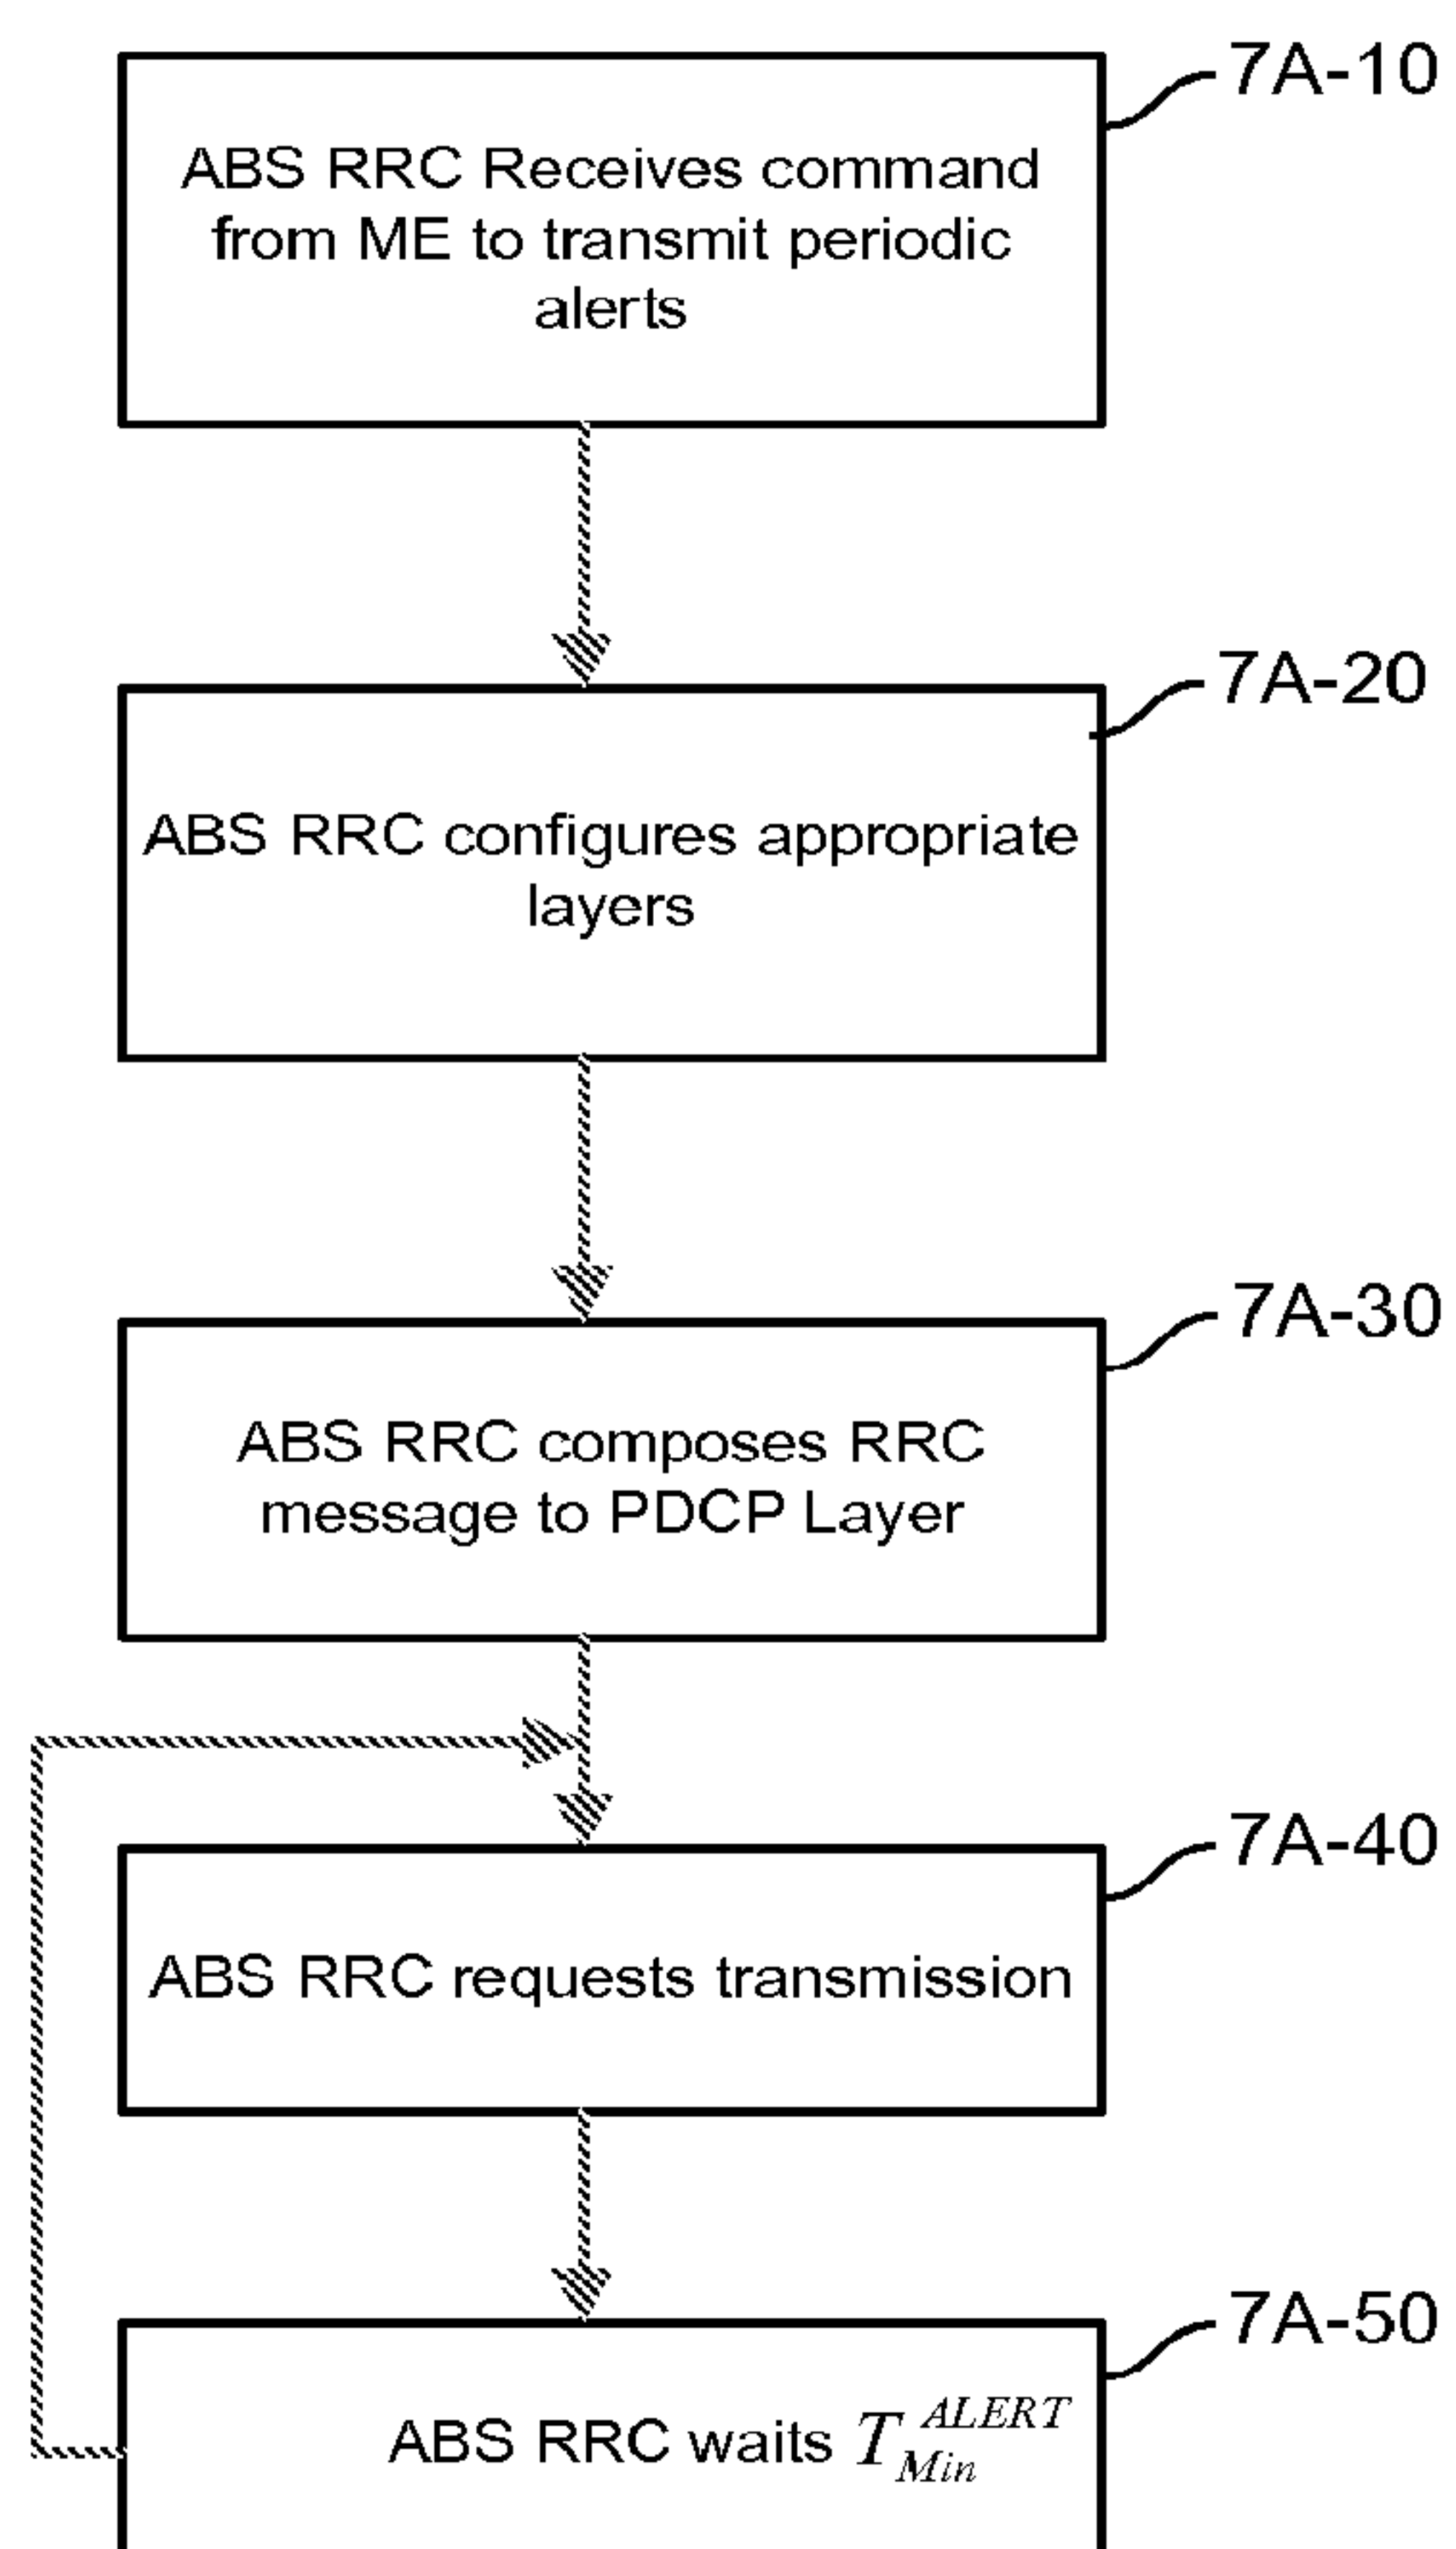 7A-10
ABS RRC Receives command
from ME to transmit periodic
alerts
7A-20
ABS RRC configures appropriate
layers
7A-30
ABS RRC composes RRC
message to PDCP Layer
7A-40
ABS RRC requests transmission
7A-50
ABS RRC waits T_Min^ALERT